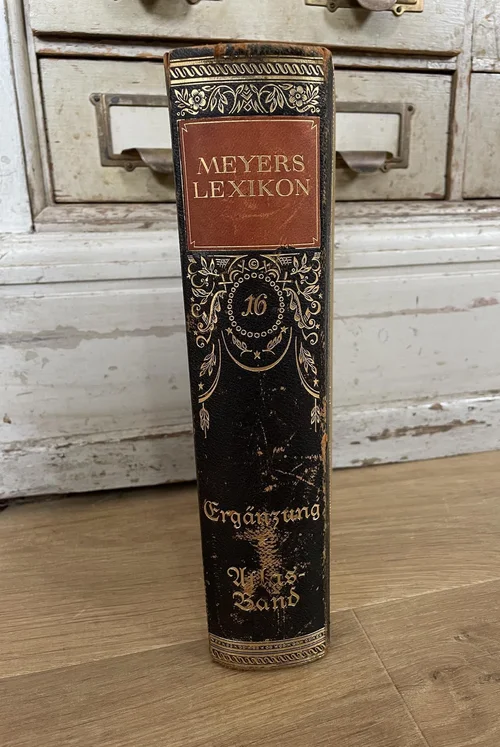 MEYERS
LEXIKON
16
Ergänzung
Atlas-
Band